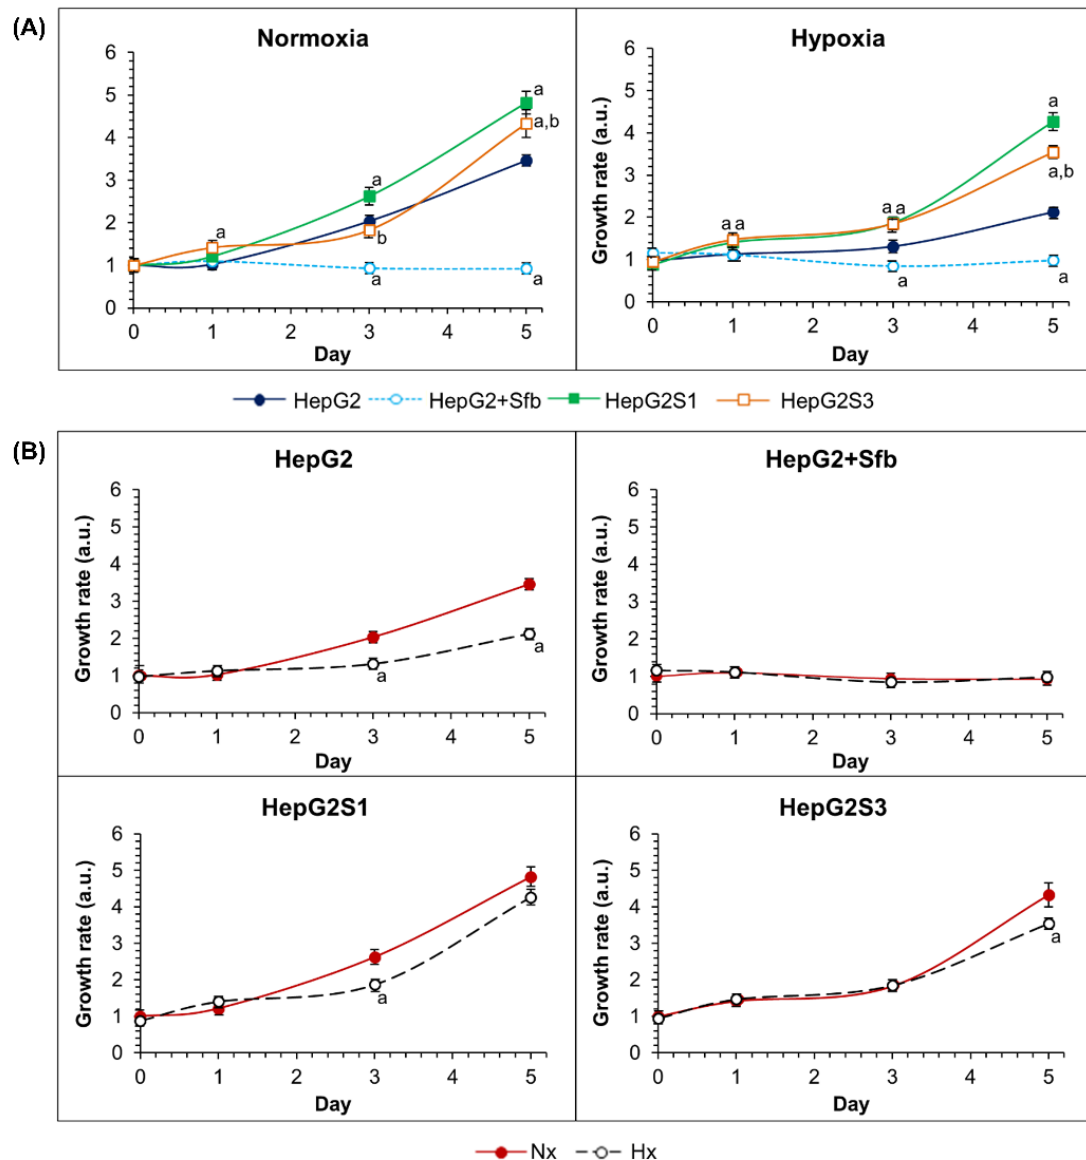 (A)
Normoxia
Growth rate (a.u.)
6
5
4
3
2
1
0
0 1 2 3 4 5
Day
a
a
b
a
a
a,b
a
Hypoxia
Growth rate (a.u.)
6
5
4
3
2
1
0
0 1 2 3 4 5
Day
a a
a a
a
a
a,b
a
HepG2 HepG2+Sfb HepG2S1 HepG2S3
(B)
HepG2
Growth rate (a.u.)
6
5
4
3
2
1
0
0 1 2 3 4 5
Day
a
a
HepG2+Sfb
Growth rate (a.u.)
6
5
4
3
2
1
0
0 1 2 3 4 5
Day
HepG2S1
Growth rate (a.u.)
6
5
4
3
2
1
0
0 1 2 3 4 5
Day
a
HepG2S3
Growth rate (a.u.)
6
5
4
3
2
1
0
0 1 2 3 4 5
Day
a
Nx Hx